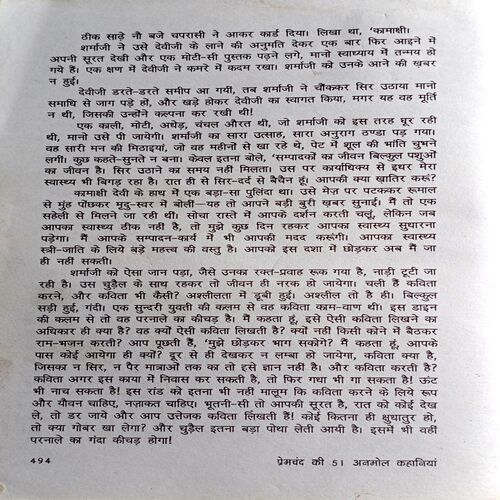 ठीक साढ़े नौ बजे चपरासी ने आकर कार्ड दिया। लिखा था, 'कामाक्षी।
शर्माजी ने उसे देवीजी के लाने की अनुमति देकर एक बार फिर आइने में
अपनी सूरत देखी और एक मोटी-सी पुस्तक पढ़ने लगे, मानो स्वाध्याय में तन्मय हो
गये हैं। एक क्षण में देवीजी ने कमरे में कदम रखा। शर्माजी को उनके आने की खबर
न हुई।
देवीजी डरते-डरते समीप आ गयीं, तब शर्माजी ने चौंककर सिर उठाया मानो
समाधि से जाग पड़े हों, और खड़े होकर देवीजी का स्वागत किया, मगर यह वह मूर्ति
न थी, जिसकी उन्होंने कल्पना कर रखी थी!
एक काली, मोटी, अधेड़, चंचल औरत थी, जो शर्माजी को इस तरह घूर रही
थी, मानो उसे पी जायेगी। शर्माजी का सारा उत्साह, सारा अनुराग ठण्डा पड़ गया।
वह सारी मन की मिठाइयां, जो वह महीनों से खा रहे थे, पेट में शूल की भांति चुभने
लगीं। कुछ कहते-सुनते न बना। केवल इतना बोले, 'सम्पादकों का जीवन बिल्कुल पशुओं
का जीवन है। सिर उठाने का समय नहीं मिलता। उस पर कार्याधिक्य से इधर मेरा
स्वास्थ्य भी बिगड़ रहा है। रात ही से सिर-दर्द से बेचैन हूं। आपकी क्या खातिर करूं?
कामाक्षी देवी के हाथ में एक बड़ा-सा पुलिंदा था। उसे मेज़ पर पटककर रूमाल
से मुंह पोंछकर मृदु-स्वर में बोलीं—यह तो आपने बड़ी बुरी खबर सुनाई। मैं तो एक
सहेली से मिलने जा रही थी। सोचा रास्ते में आपके दर्शन करती चलूं, लेकिन जब
आपका स्वास्थ्य ठीक नहीं है, तो मुझे कुछ दिन रहकर आपका स्वास्थ्य सुधारना
पड़ेगा। मैं आपके सम्पादन-कार्य में भी आपकी मदद करूंगी। आपका स्वास्थ्य
स्त्री-जाति के लिये बड़े महत्त्व की वस्तु है। आपको इस दशा में छोड़कर अब मैं जा
ही नहीं सकती।
शर्माजी को ऐसा जान पड़ा, जैसे उनका रक्त-प्रवाह रूक गया है, नाड़ी टूटी जा
रही है। उस चुड़ैल के साथ रहकर तो जीवन ही नरक हो जायेगा। चली हैं कविता
करने, और कविता भी कैसी? अश्लीलता में डूबी हुई। अश्लील तो है ही। बिल्कुल
सड़ी हुई, गंदी। एक सुन्दरी युवती की कलम से वह कविता काम-वाण थी। इस डाइन
की कलम से तो वह परनाले की कीचड़ है। मैं कहता हूं, इसे ऐसी कविता लिखने का
अधिकार ही क्या है? वह क्यों ऐसी कविता लिखती है? क्यों नहीं किसी कोने में बैठकर
राम-भजन करती? आप पूछती हैं, 'मुझे छोड़कर भाग सकोगे? मैं कहता हूं, आपके
पास कोई आयेगा ही क्यों? दूर से ही देखकर न लम्बा हो जायेगा, कविता क्या है,
जिसका न सिर, न पैर मात्राओं तक का तो इसे ज्ञान नहीं है। और कविता करती है?
कविता अगर इस काया में निवास कर सकती है, तो फिर गधा भी गा सकता है! ऊंट
भी नाच सकता है! इस रांड को इतना भी नहीं मालूम कि कविता करने के लिये रूप
और यौवन चाहिए, नज़ाकत चाहिए। भूतनी-सी तो आपकी सूरत है, रात को कोई देख
ले, तो डर जाये और आप उत्तेजक कविता लिखती हैं! कोई कितना ही क्षुधातुर हो,
तो क्या गोबर खा लेगा? और चुड़ैल इतना बड़ा पोथा लेती आयी है। इसमें भी वहीं
परनाले का गंदा कीचड़ होगा!
494
प्रेमचंद की 51 अनमोल कहानियां